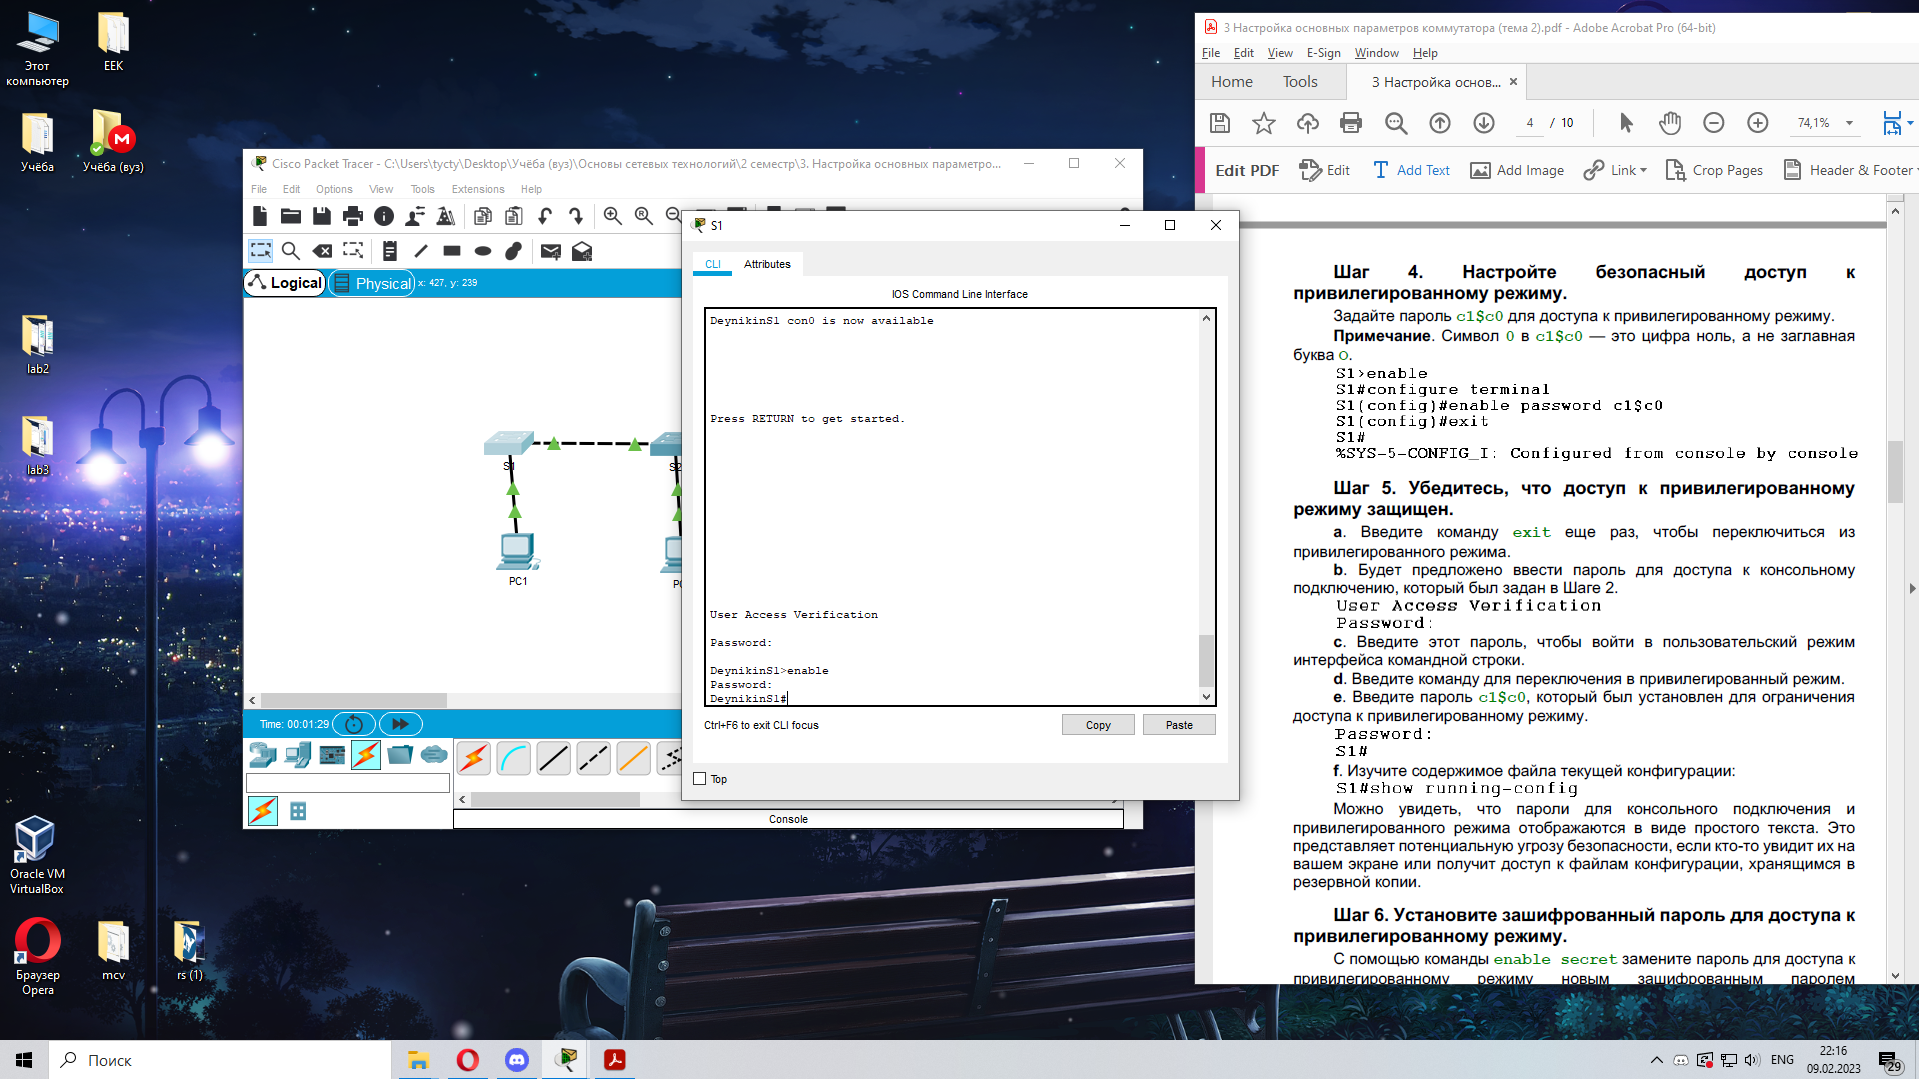 Этот
компьютер
ЕЕК
Учёба
Учёба (вуз)
lab2
lab3
Oracle VM
VirtualBox
Браузер
Opera
mcv
rs (1)
Cisco Packet Tracer - C:\Users\tycty\Desktop\Учёба (вуз)\Основы сетевых технологий\2 семестр\3. Настройка основных параметро...
File Edit Options View Tools Extensions Help
Logical
Physical
x: 427, y: 239
S1
PC1
Time: 00:01:29
Console
S1
CLI
Attributes
IOS Command Line Interface
DeynikinS1 con0 is now available
Press RETURN to get started.
User Access Verification
Password:
DeynikinS1>enable
Password:
DeynikinS1#
Ctrl+F6 to exit CLI focus
Copy
Paste
Top
3 Настройка основных параметров коммутатора (тема 2).pdf - Adobe Acrobat Pro (64-bit)
File Edit View E-Sign Window Help
Home
Tools
3 Настройка основ...
4 / 10
74,1%
Edit PDF
Edit
Add Text
Add Image
Link
Crop Pages
Header & Footer
Шаг 4. Настройте безопасный доступ к
привилегированному режиму.
Задайте пароль c1$c0 для доступа к привилегированному режиму.
Примечание. Символ 0 в c1$c0 — это цифра ноль, а не заглавная
буква O.
S1>enable
S1#configure terminal
S1(config)#enable password c1$c0
S1(config)#exit
S1#
%SYS-5-CONFIG_I: Configured from console by console
Шаг 5. Убедитесь, что доступ к привилегированному
режиму защищен.
a. Введите команду exit еще раз, чтобы переключиться из
привилегированного режима.
b. Будет предложено ввести пароль для доступа к консольному
подключению, который был задан в Шаге 2.
User Access Verification
Password:
c. Введите этот пароль, чтобы войти в пользовательский режим
интерфейса командной строки.
d. Введите команду для переключения в привилегированный режим.
e. Введите пароль c1$c0, который был установлен для ограничения
доступа к привилегированному режиму.
Password:
S1#
f. Изучите содержимое файла текущей конфигурации:
S1#show running-config
Можно увидеть, что пароли для консольного подключения и
привилегированного режима отображаются в виде простого текста. Это
представляет потенциальную угрозу безопасности, если кто-то увидит их на
вашем экране или получит доступ к файлам конфигурации, хранящимся в
резервной копии.
Шаг 6. Установите зашифрованный пароль для доступа к
привилегированному режиму.
С помощью команды enable secret замените пароль для доступа к
привилегированному режиму новым зашифрованным паролем
Поиск
ENG
22:16
09.02.2023
29